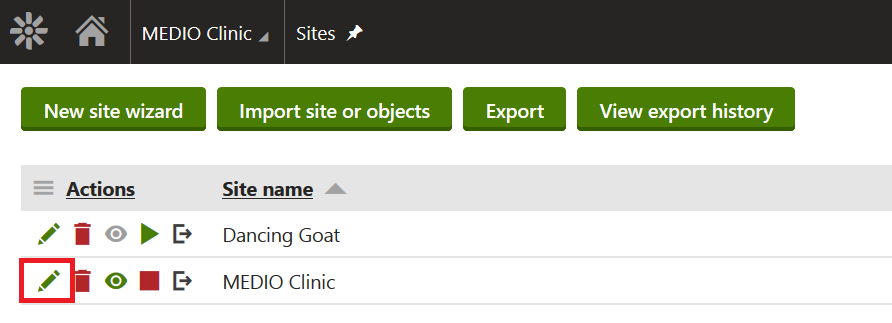 MEDIO Clinic Sites
New site wizard Import site or objects Export View export history
Actions Site name
Dancing Goat
MEDIO Clinic